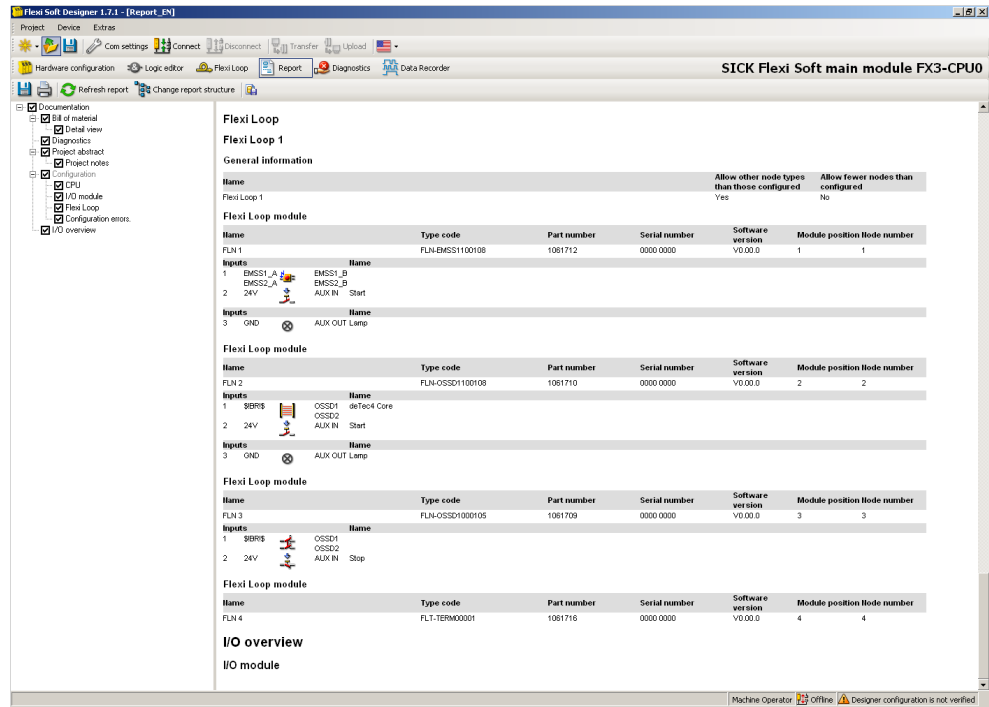 Flexi Soft Designer 1.7.1 - [Report_EN]
Project Device Extras
Com settings Connect Disconnect Transfer Upload
Hardware configuration Logic editor Flexi Loop Report Diagnostics Data Recorder SICK Flexi Soft main module FX3-CPU0
Refresh report Change report structure
Documentation
Bill of material
Detail view
Diagnostics
Project abstract
Project notes
Configuration
CPU
I/O module
Flexi Loop
Configuration errors.
I/O overview
Flexi Loop
Flexi Loop 1
General information
Name Allow other node types than those configured Allow fewer nodes than configured
Flexi Loop 1 Yes No
Flexi Loop module
Name Type code Part number Serial number Software version Module position Node number
FLN 1 FLN-EMSS1100108 1061712 0000 0000 V0.00.0 1 1
Inputs Name
1 EMSS1_A EMSS1_B
EMSS2_A EMSS2_B
2 24V AUX IN Start
Inputs Name
3 GND AUX OUT Lamp
Flexi Loop module
Name Type code Part number Serial number Software version Module position Node number
FLN 2 FLN-OSSD1100108 1061710 0000 0000 V0.00.0 2 2
Inputs Name
1 $!BR!$ OSSD1 deTec4 Core
OSSD2
2 24V AUX IN Start
Inputs Name
3 GND AUX OUT Lamp
Flexi Loop module
Name Type code Part number Serial number Software version Module position Node number
FLN 3 FLN-OSSD1000105 1061709 0000 0000 V0.00.0 3 3
Inputs Name
1 $!BR!$ OSSD1
OSSD2
2 24V AUX IN Stop
Flexi Loop module
Name Type code Part number Serial number Software version Module position Node number
FLN 4 FLT-TERM00001 1061716 0000 0000 V0.00.0 4 4
I/O overview
I/O module
Machine Operator Offline Designer configuration is not verified